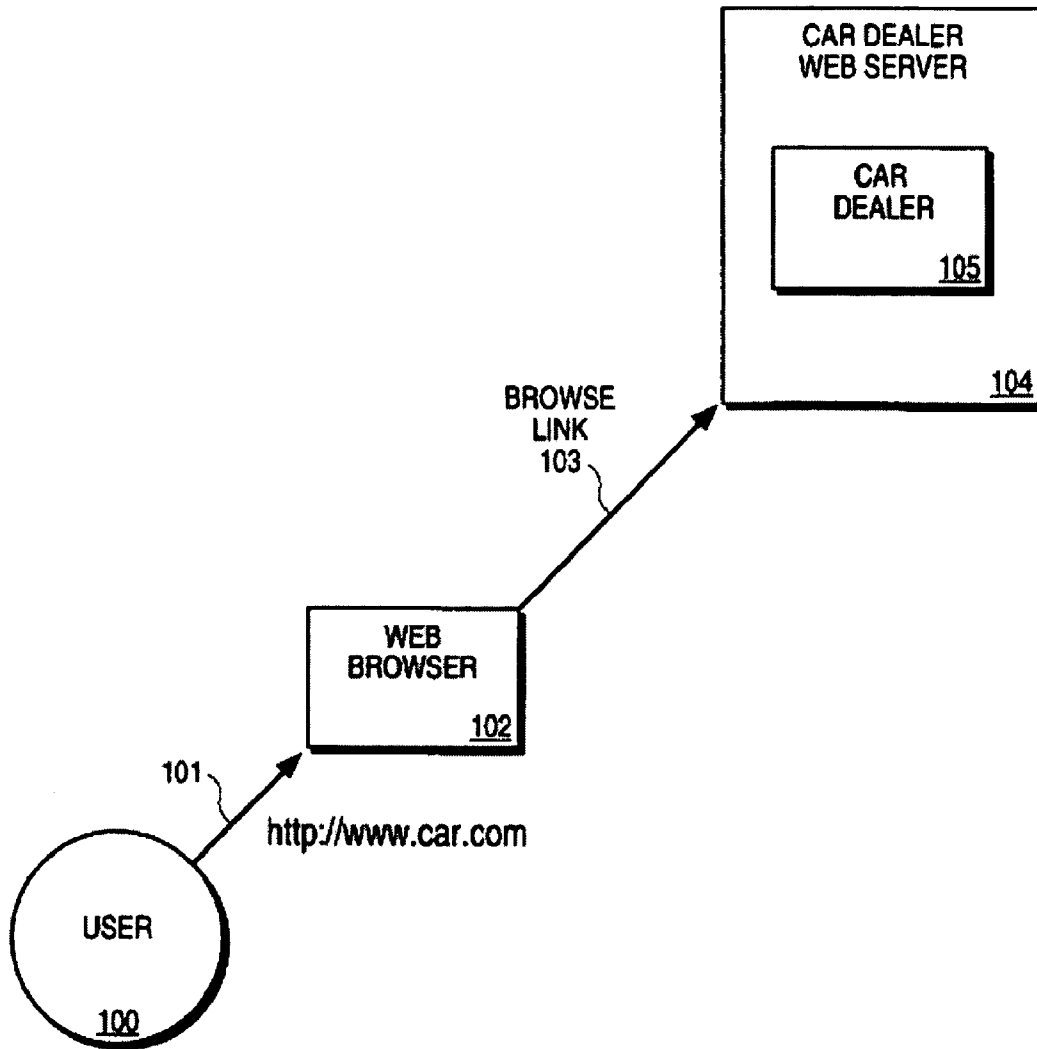 CAR DEALER
WEB SERVER
CAR
DEALER
105
104
BROWSE
LINK
103
WEB
BROWSER
102
101
http://www.car.com
USER
100